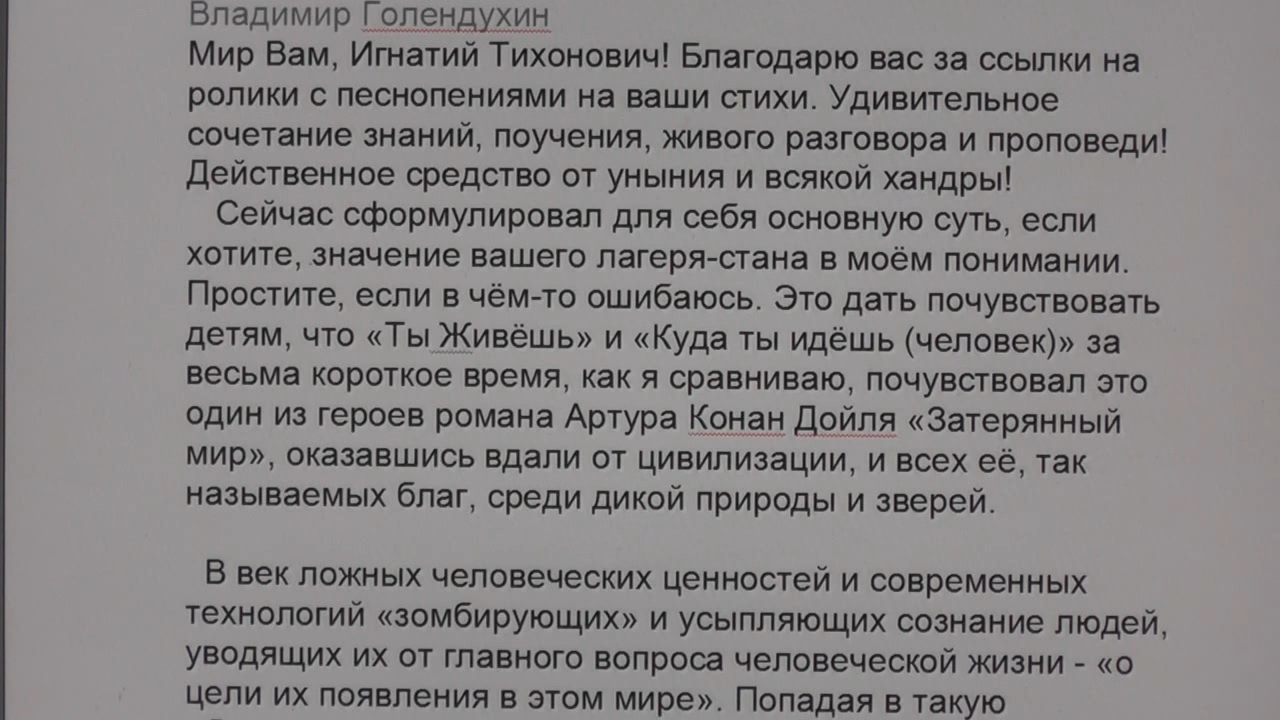 Владимир Голендухин
Мир Вам, Игнатий Тихонович! Благодарю вас за ссылки на
ролики с песнопениями на ваши стихи. Удивительное
сочетание знаний, поучения, живого разговора и проповеди!
Действенное средство от уныния и всякой хандры!
Сейчас сформулировал для себя основную суть, если
хотите, значение вашего лагеря-стана в моём понимании.
Простите, если в чём-то ошибаюсь. Это дать почувствовать
детям, что «Ты Живёшь» и «Куда ты идёшь (человек)» за
весьма короткое время, как я сравниваю, почувствовал это
один из героев романа Артура Конан Дойля «Затерянный
мир», оказавшись вдали от цивилизации, и всех её, так
называемых благ, среди дикой природы и зверей.
В век ложных человеческих ценностей и современных
технологий «зомбирующих» и усыпляющих сознание людей,
уводящих их от главного вопроса человеческой жизни - «о
цели их появления в этом мире». Попадая в такую